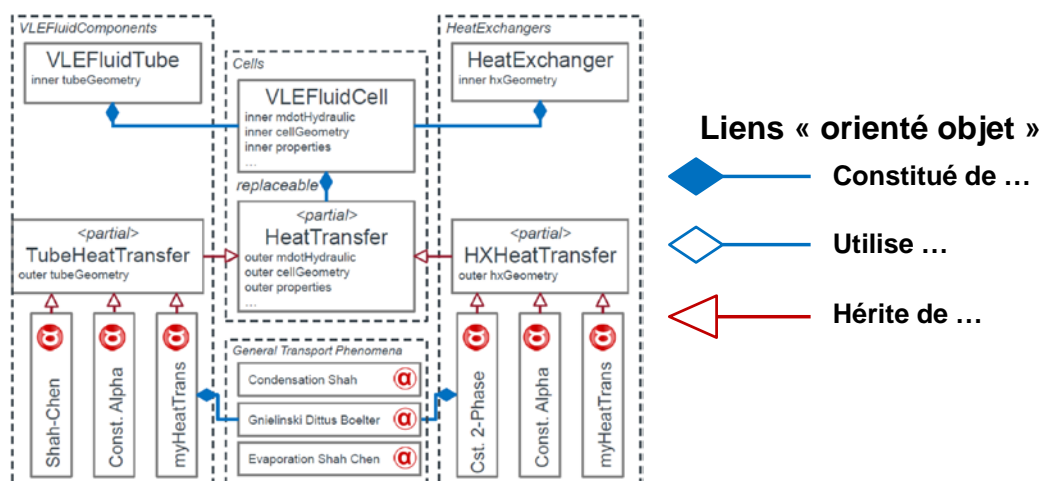 VLEFluidComponents
VLEFluidTube
inner tubeGeometry
Cells
VLEFluidCell
inner mdotHydraulic
inner cellGeometry
inner properties
...
replaceable
<partial>
HeatTransfer
outer mdotHydraulic
outer cellGeometry
outer properties
...
HeatExchangers
HeatExchanger
inner hxGeometry
<partial>
TubeHeatTransfer
outer tubeGeometry
<partial>
HXHeatTransfer
outer hxGeometry
Shah-Chen
Const. Alpha
myHeatTrans
General Transport Phenomena
Condensation Shah
α
Gnielinski Dittus Boelter
α
Evaporation Shah Chen
α
Cst. 2-Phase
Const. Alpha
myHeatTrans
Liens « orienté objet »
Constitué de …
Utilise …
Hérite de …